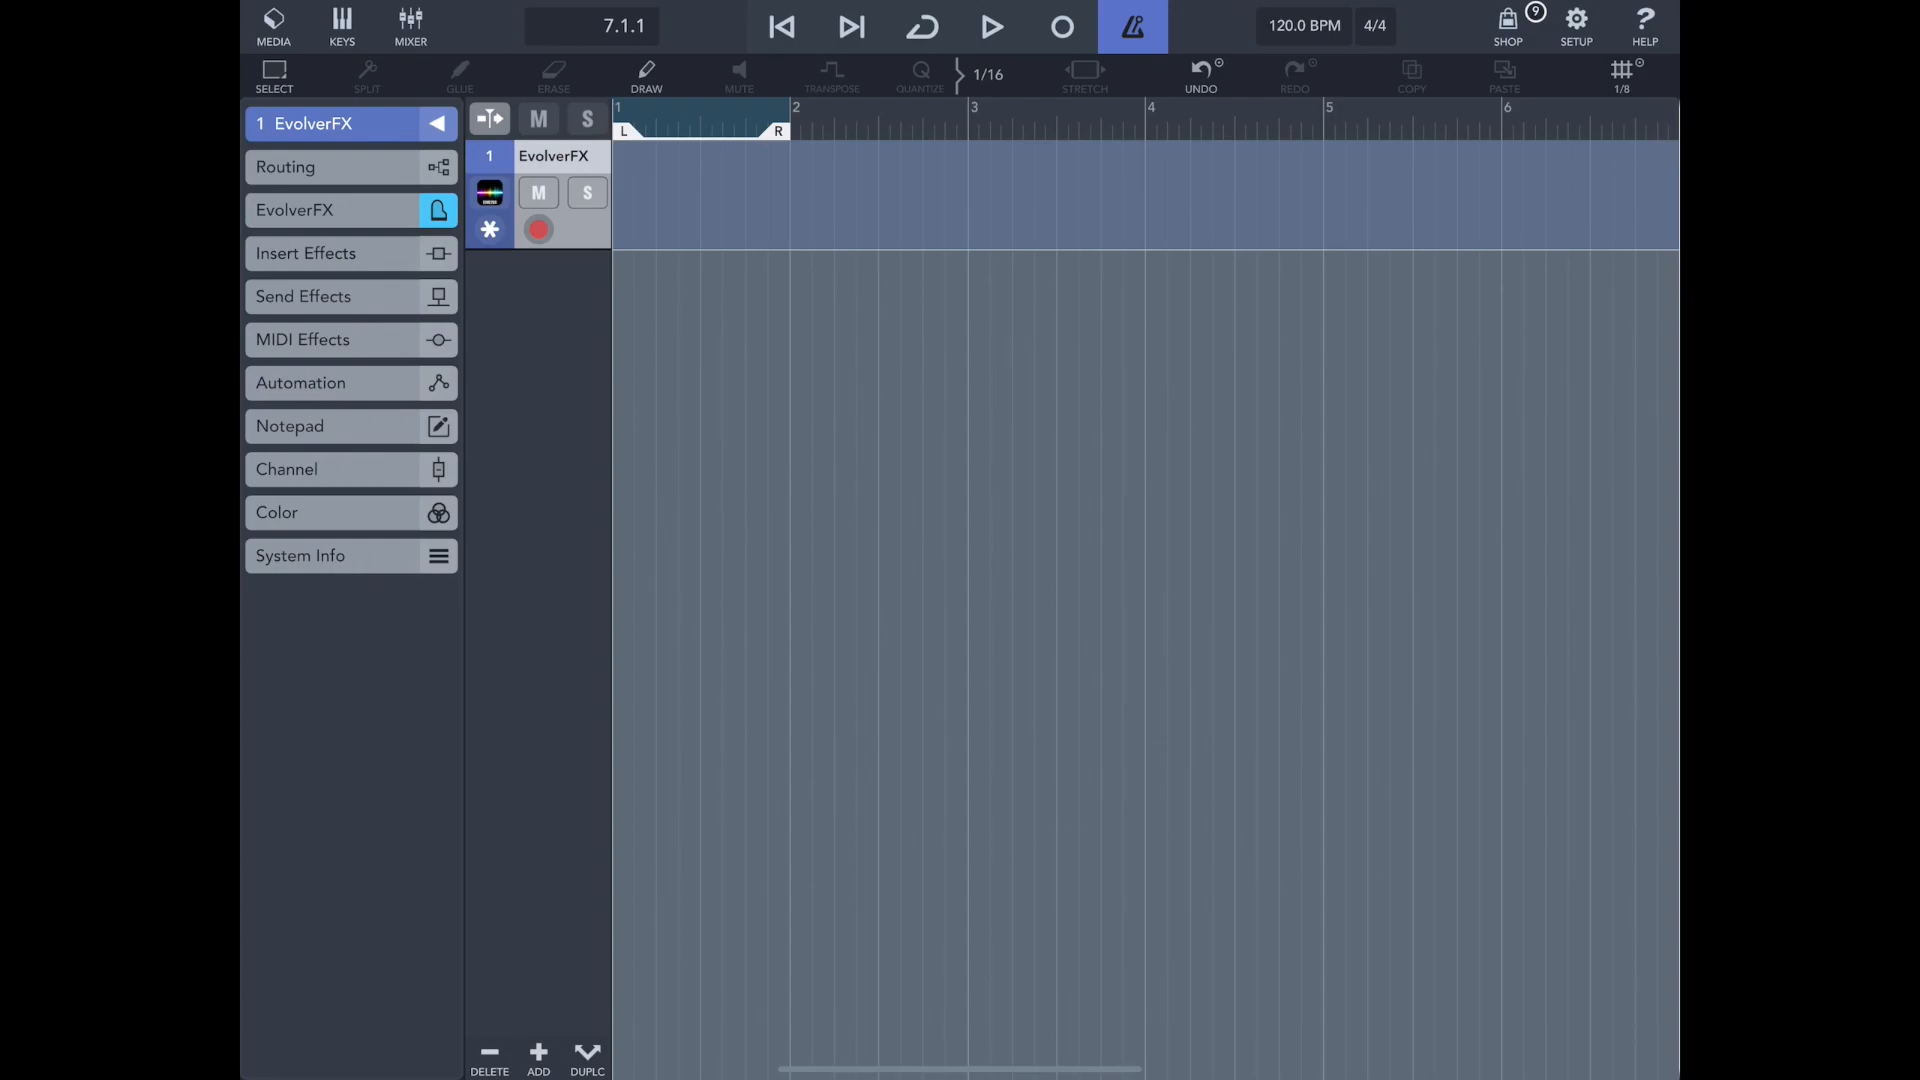 MEDIA KEYS MIXER 7.1.1 120.0 BPM 4/4 SHOP 9 SETUP HELP
SELECT SPLIT GLUE ERASE DRAW MUTE TRANSPOSE QUANTIZE 1/16 STRETCH UNDO REDO COPY PASTE 1/8
1 EvolverFX M S 1 2 3 4 5 6
L R
Routing
1 EvolverFX
EvolverFX M S
Insert Effects
Send Effects
MIDI Effects
Automation
Notepad
Channel
Color
System Info
DELETE ADD DUPLC